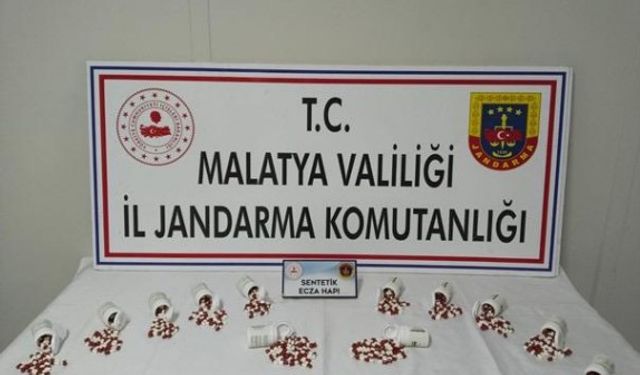 T.C.
MALATYA VALİLİĞİ
İL JANDARMA KOMUTANLIĞI
JANDARMA
SENTETİK
ECZA HAPI